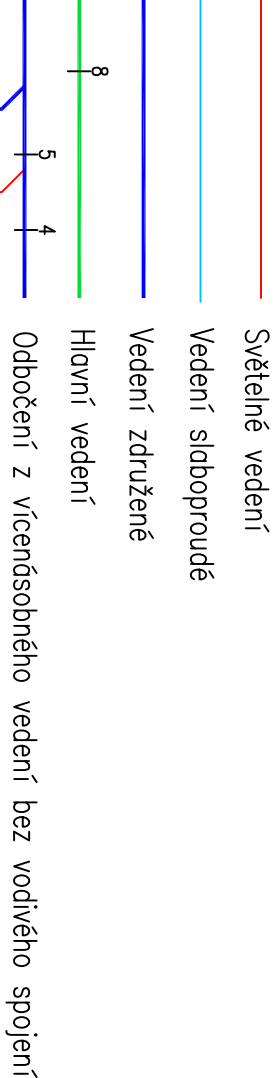 Světelné vedení
Vedení slaboproudé
Vedení združené
8
Hlavní vedení
5
4
Odbočení z vícenásobného vedení bez vodivého spojení